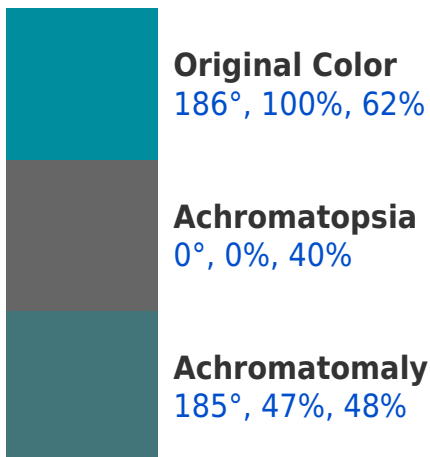 Original Color
186°, 100%, 62%
Achromatopsia
0°, 0%, 40%
Achromatomaly
185°, 47%, 48%